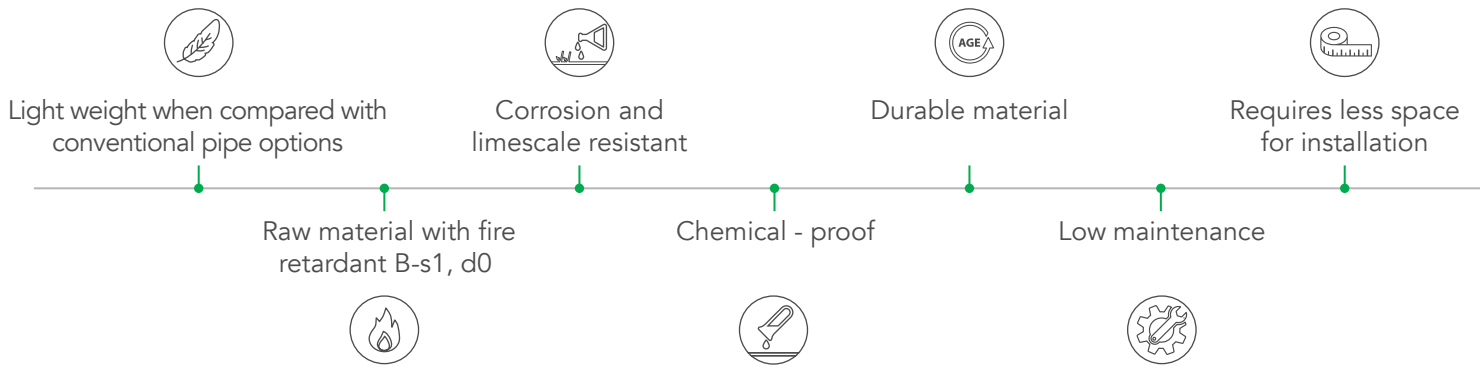 AGE
Light weight when compared with
conventional pipe options
Corrosion and
limescale resistant
Durable material
Requires less space
for installation
Raw material with fire
retardant B-s1, d0
Chemical - proof
Low maintenance